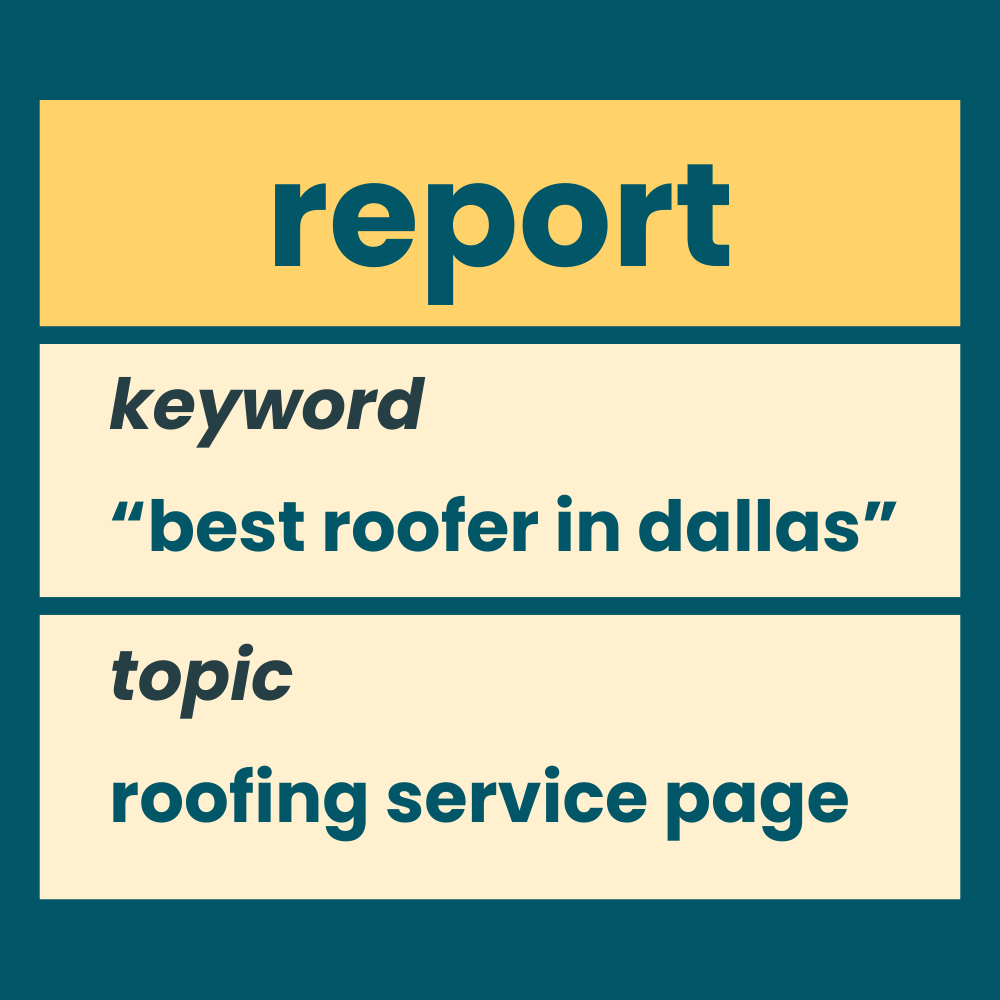 report
keyword
“best roofer in dallas”
topic
roofing service page